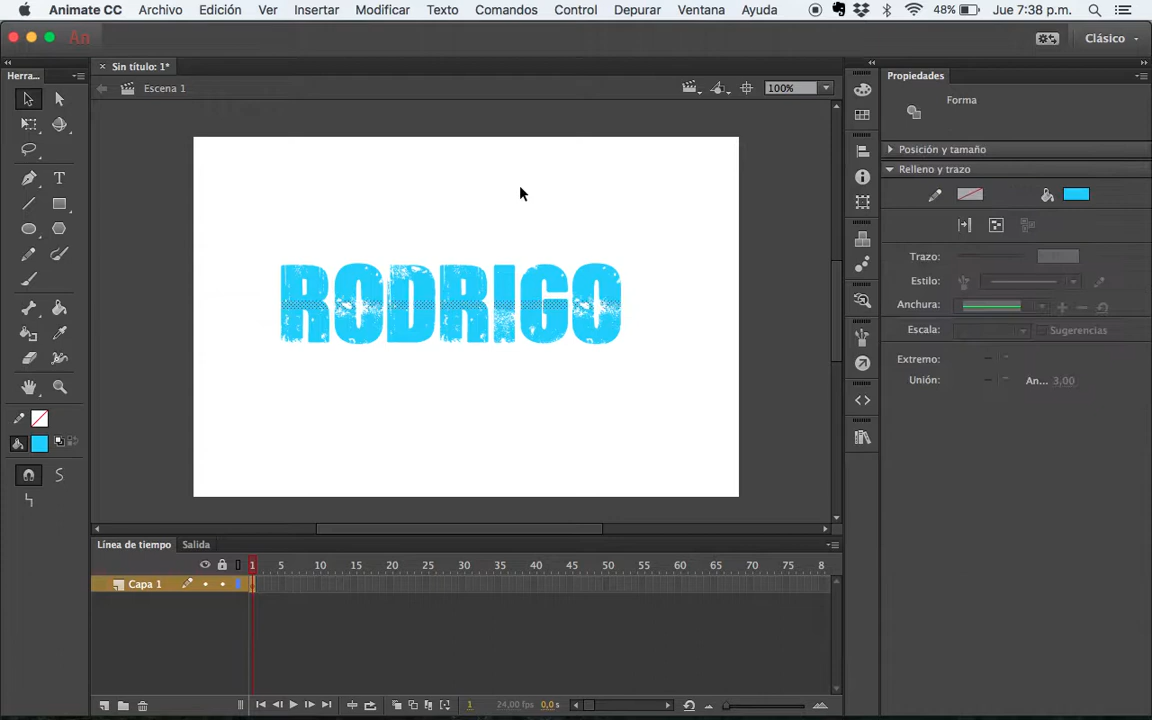 Animate CC Archivo Edición Ver Insertar Modificar Texto Comandos Control Depurar Ventana Ayuda 48% Jue 7:38 p.m.
An Clásico
Herra... Sin título: 1* Propiedades
Escena 1 100%
Forma
Posición y tamaño
Relleno y trazo
T
Trazo:
Estilo:
Anchura:
Escala: Sugerencias
Extremo:
Unión: An... 3,00
RODRIGO
Línea de tiempo Salida
1 5 10 15 20 25 30 35 40 45 50 55 60 65 70 75 8
Capa 1
1 24,00 fps 0,0 s